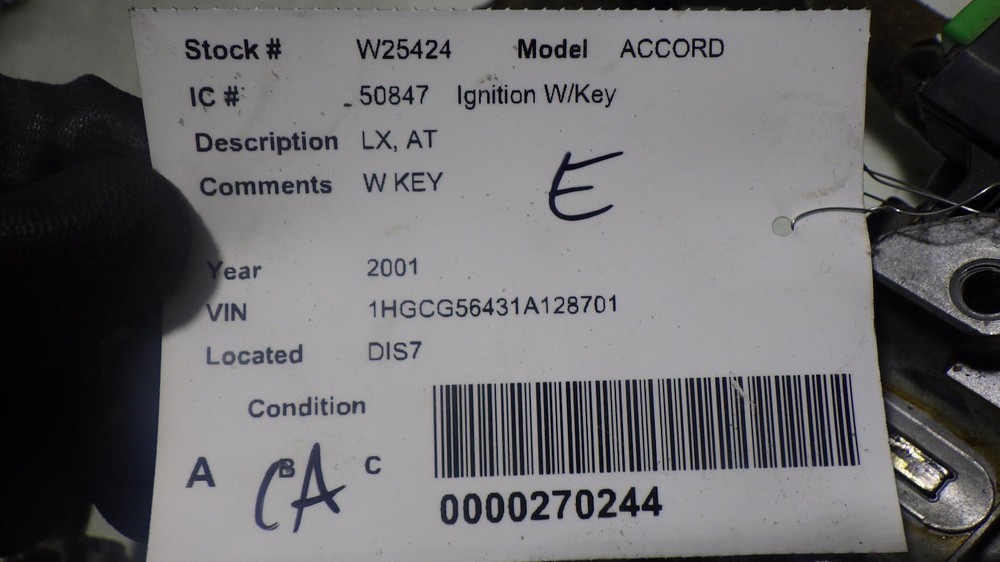 Stock # W25424 Model ACCORD
IC # 50847 Ignition W/Key
Description LX, AT
Comments W KEY
E
Year 2001
VIN 1HGCG56431A128701
Located DIS7
Condition
A B C
CA
0000270244